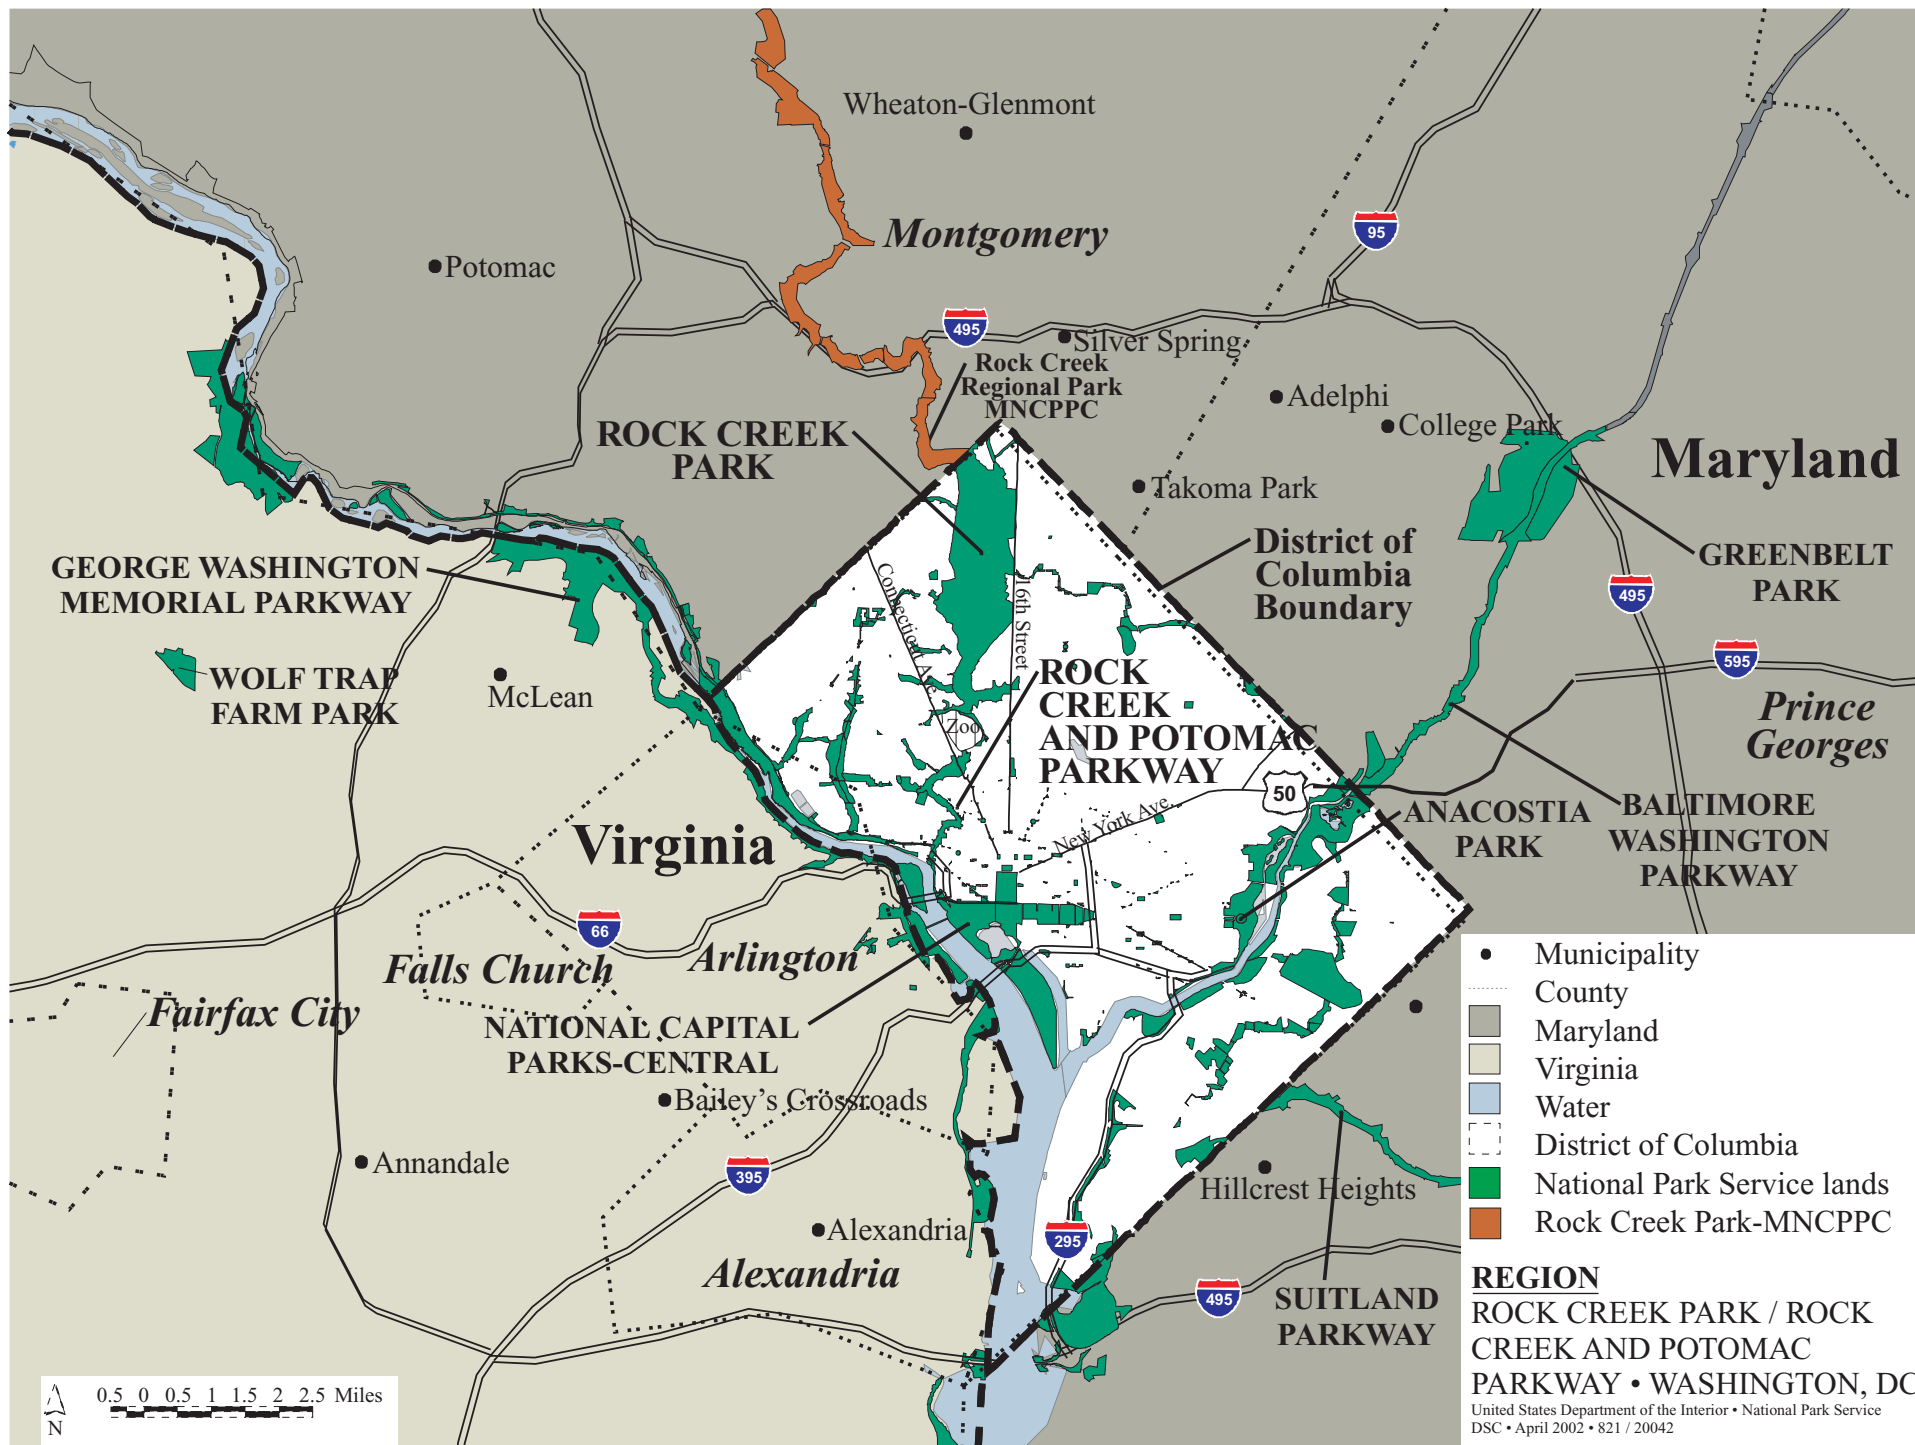 Wheaton-Glenmont
Montgomery
95
Potomac
495
Silver Spring
Rock Creek
Regional Park
MNCPPC
Adelphi
College Park
ROCK CREEK
PARK
Maryland
Takoma Park
District of
Columbia
Boundary
GREENBELT
PARK
GEORGE WASHINGTON
MEMORIAL PARKWAY
Connecticut Ave.
16th Street
495
WOLF TRAP
FARM PARK
McLean
ROCK
CREEK
AND POTOMAC
PARKWAY
Zoo
595
Prince
Georges
50
New York Ave.
ANACOSTIA
PARK
BALTIMORE
WASHINGTON
PARKWAY
Virginia
66
Falls Church
Arlington
Fairfax City
NATIONAL CAPITAL
PARKS-CENTRAL
Bailey's Crossroads
Annandale
395
Alexandria
Alexandria
Hillcrest Heights
295
495
SUITLAND
PARKWAY
Municipality
County
Maryland
Virginia
Water
District of Columbia
National Park Service lands
Rock Creek Park-MNCPPC
REGION
ROCK CREEK PARK / ROCK
CREEK AND POTOMAC
PARKWAY • WASHINGTON, DC
United States Department of the Interior • National Park Service
DSC • April 2002 • 821 / 20042
N
0.5 0 0.5 1 1.5 2 2.5 Miles